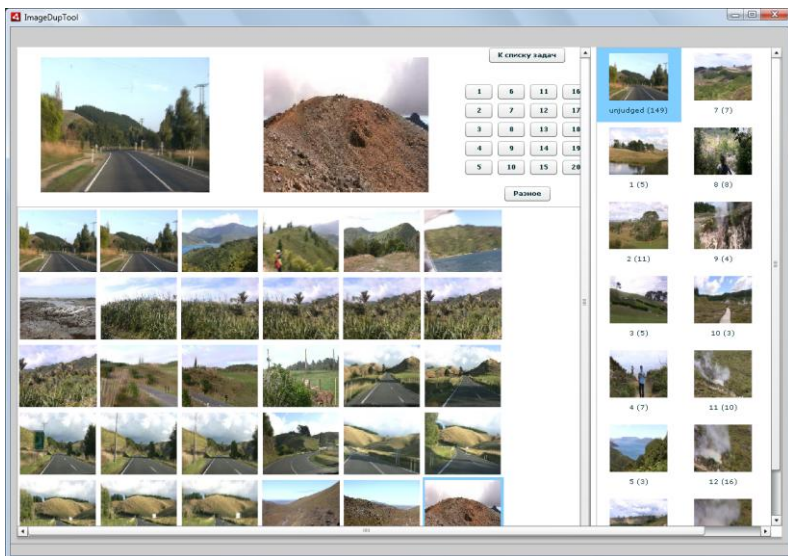 ImageDupTool
К списку задач
1 6 11 16
2 7 12 17
3 8 13 18
4 9 14 19
5 10 15 20
Разное
unjudged (149) 7 (7)
1 (5) 8 (8)
2 (11) 9 (4)
3 (5) 10 (3)
4 (7) 11 (10)
5 (3) 12 (16)